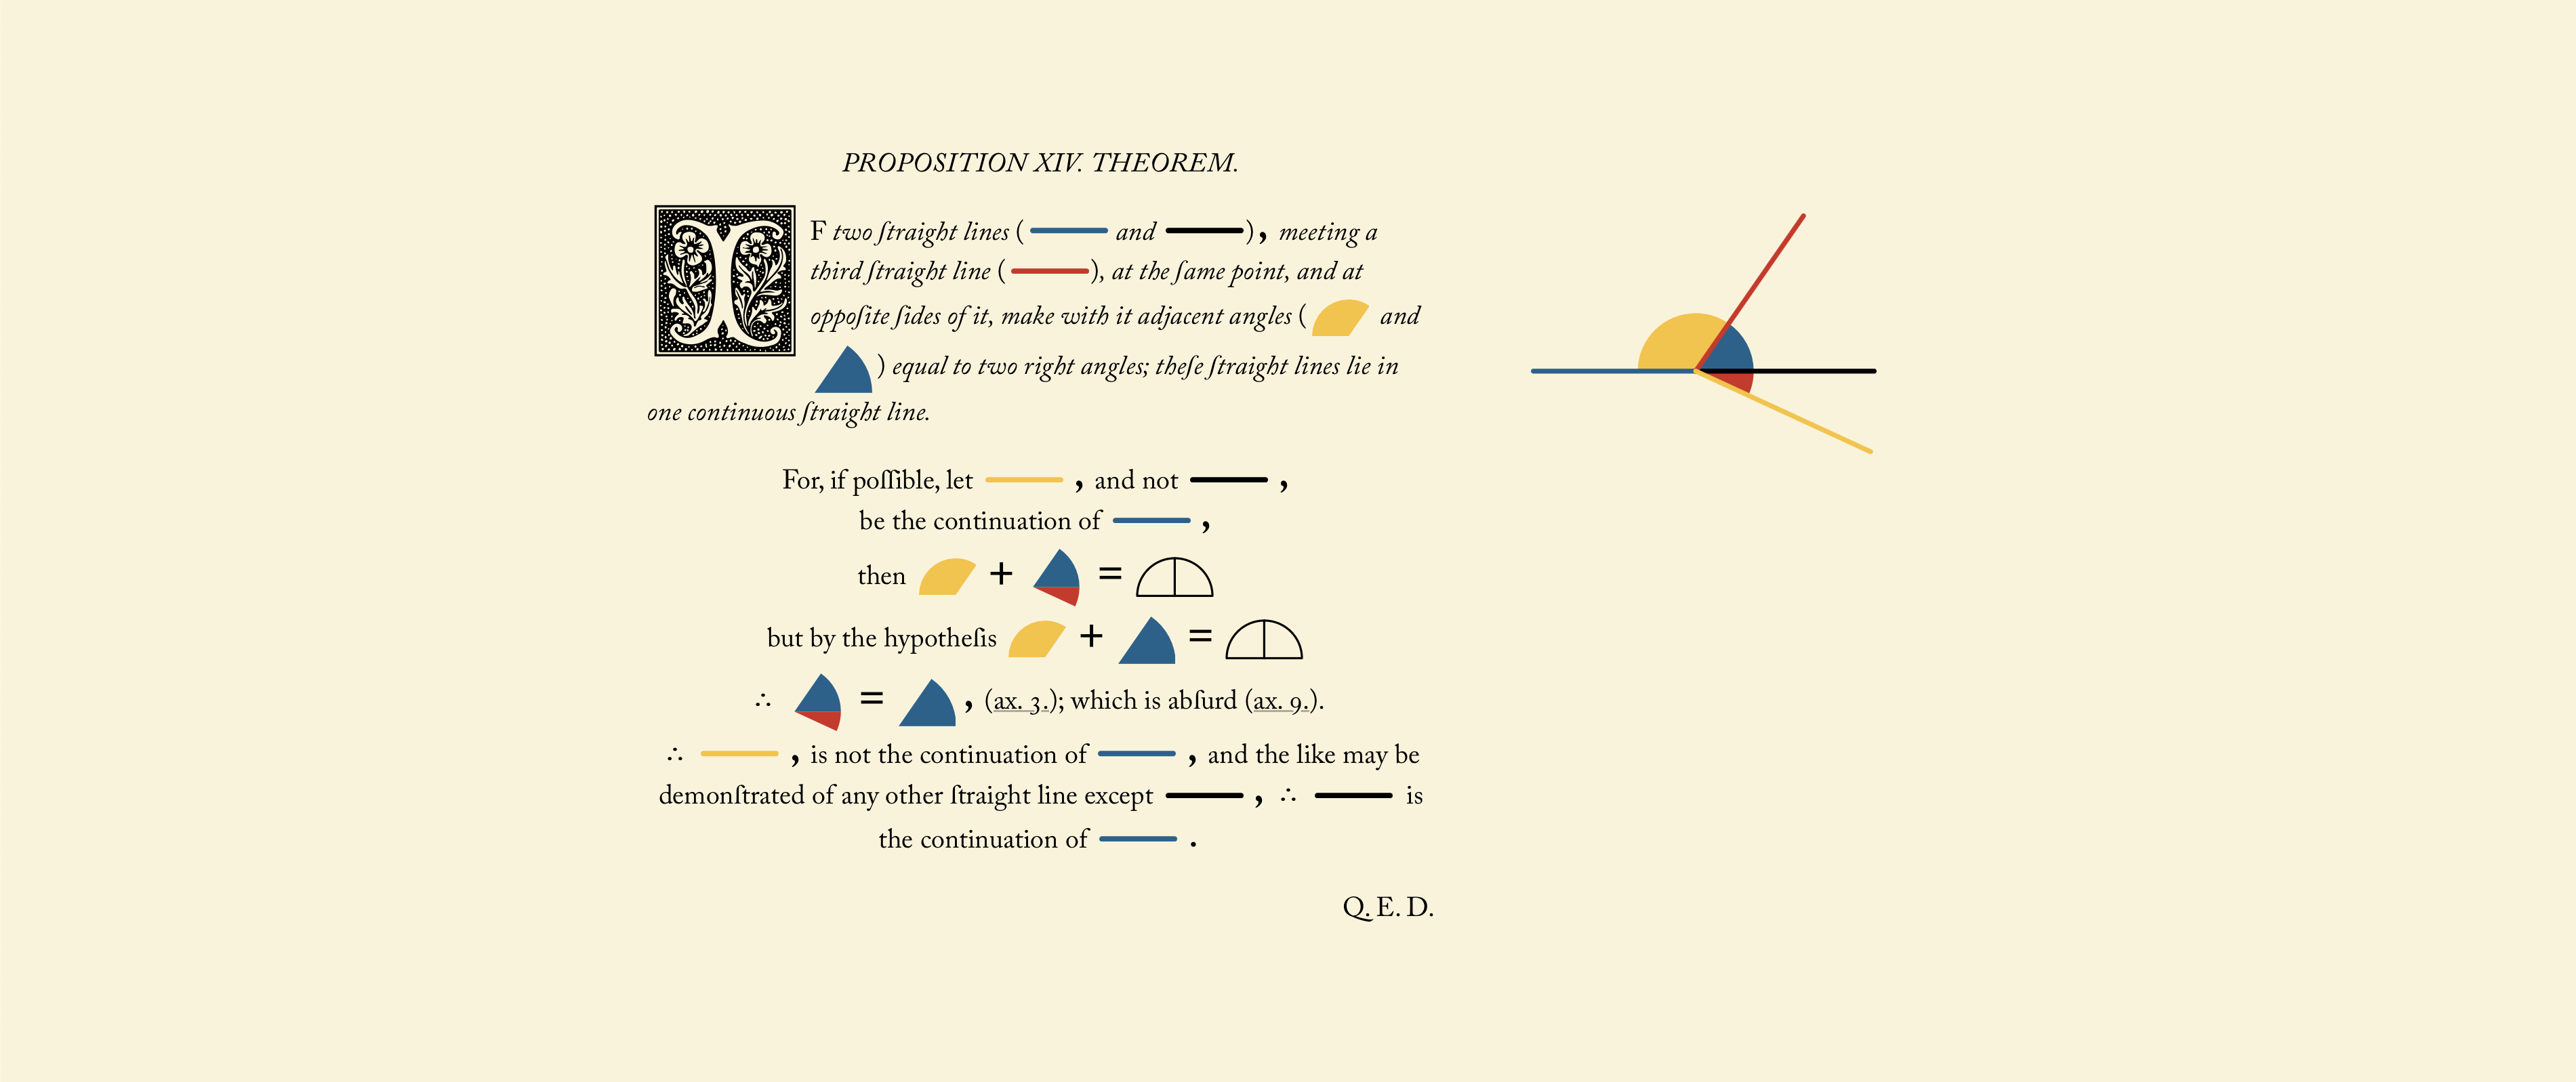 PROPOSITION XIV. THEOREM.
IF two ſtraight lines ( and ), meeting a
third ſtraight line ( ), at the ſame point, and at
oppoſite ſides of it, make with it adjacent angles ( and
) equal to two right angles; theſe ſtraight lines lie in
one continuous ſtraight line.
For, if poſſible, let , and not ,
be the continuation of ,
then + =
but by the hypotheſis + =
∴ = , (ax. 3.); which is abſurd (ax. 9.).
∴ , is not the continuation of , and the like may be
demonſtrated of any other ſtraight line except , ∴ is
the continuation of .
Q. E. D.